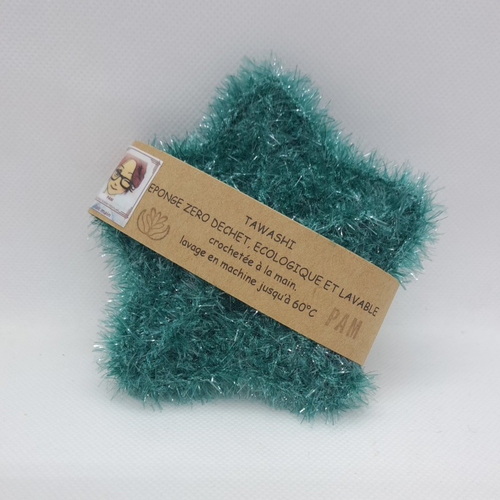 TAWASHI
EPONGE ZERO DECHET, ECOLOGIQUE ET LAVABLE
crochetée à la main.
lavage en machine jusqu'à 60°C
PAM